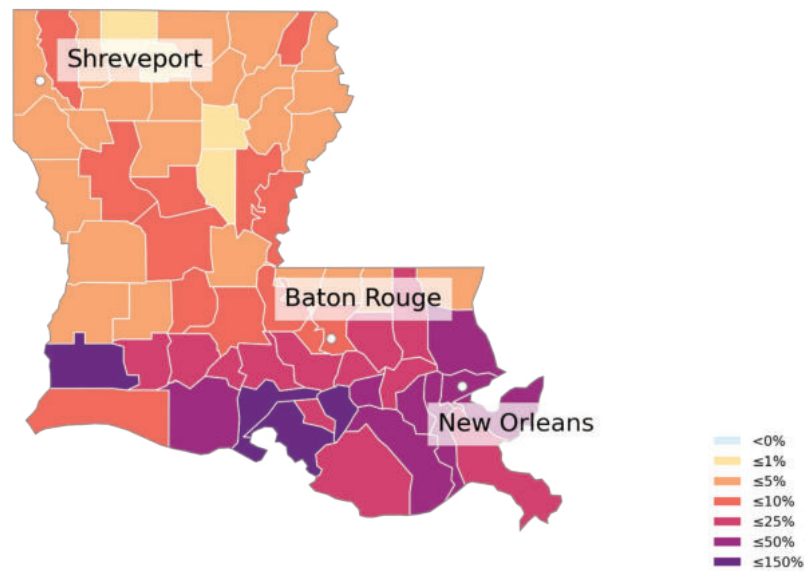 Shreveport
Baton Rouge
New Orleans
<0%
≤1%
≤5%
≤10%
≤25%
≤50%
≤150%